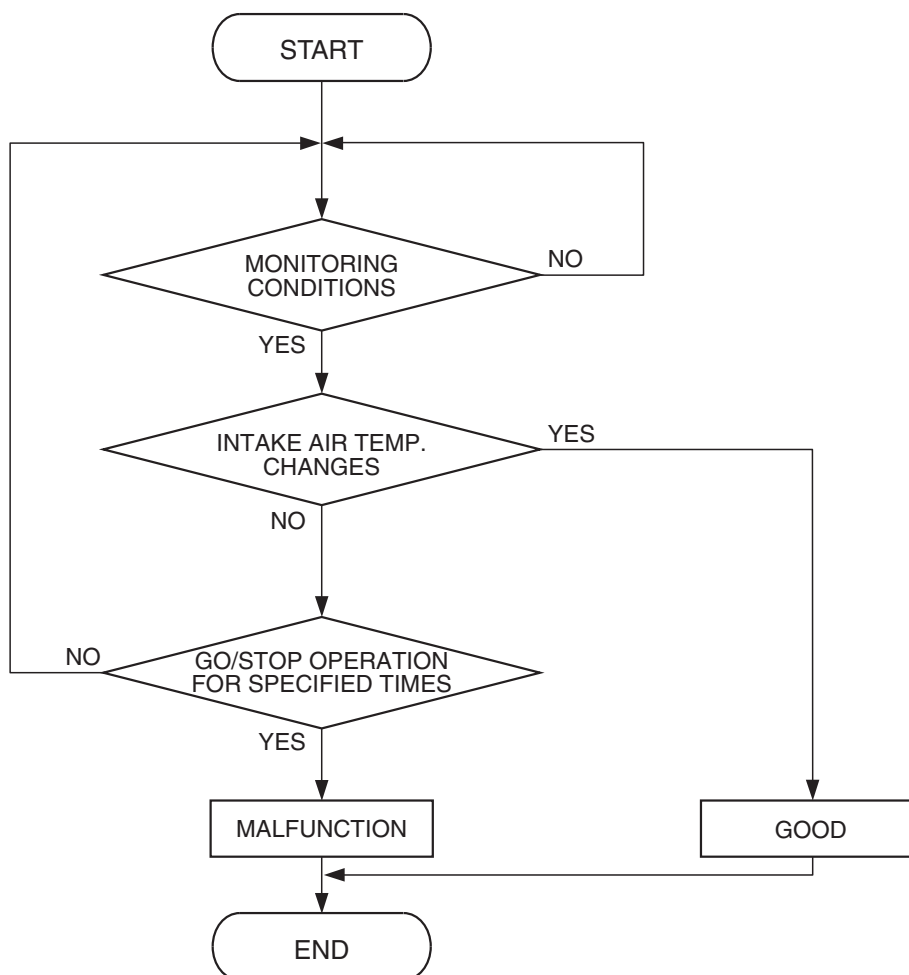 START
MONITORING
CONDITIONS
NO
YES
INTAKE AIR TEMP.
CHANGES
YES
NO
GO/STOP OPERATION
FOR SPECIFIED TIMES
NO
YES
MALFUNCTION
GOOD
END